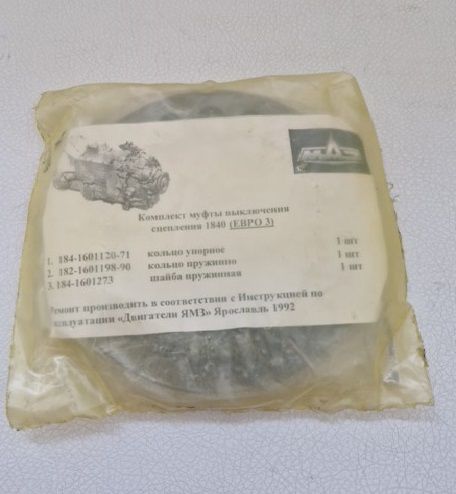 МАЗ
Комплект муфты выключения
сцепления 1840 (ЕВРО 3)
1. 184-1601120-71 кольцо упорное 1 шт
2. 182-1601198-90 кольцо пружинно 1 шт
3. 184-1601273 шайба пружинная 1 шт
Ремонт производить в соответствии с Инструкцией по
эксплуатации «Двигатели ЯМЗ» Ярославль 1992